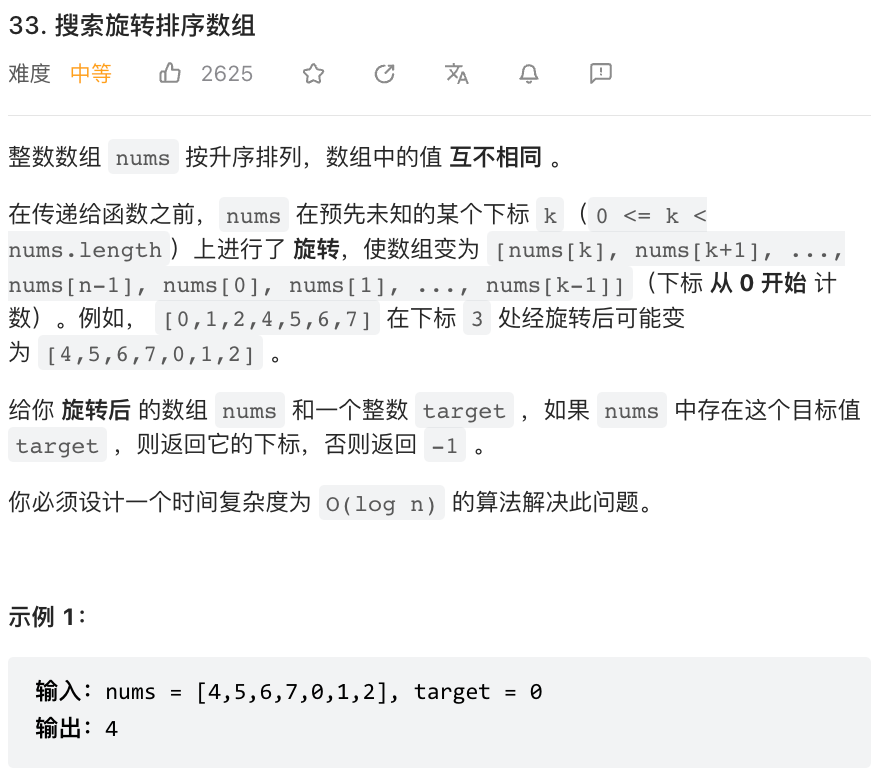 33. 搜索旋转排序数组
难度 中等 2625
整数数组 nums 按升序排列，数组中的值 互不相同 。
在传递给函数之前，nums 在预先未知的某个下标 k（0 <= k <
nums.length）上进行了 旋转，使数组变为 [nums[k], nums[k+1], ...,
nums[n-1], nums[0], nums[1], ..., nums[k-1]]（下标 从 0 开始 计
数）。例如， [0,1,2,4,5,6,7] 在下标 3 处经旋转后可能变
为 [4,5,6,7,0,1,2] 。
给你 旋转后 的数组 nums 和一个整数 target ，如果 nums 中存在这个目标值
target ，则返回它的下标，否则返回 -1 。
你必须设计一个时间复杂度为 O(log n) 的算法解决此问题。
示例 1：
输入：nums = [4,5,6,7,0,1,2], target = 0
输出：4